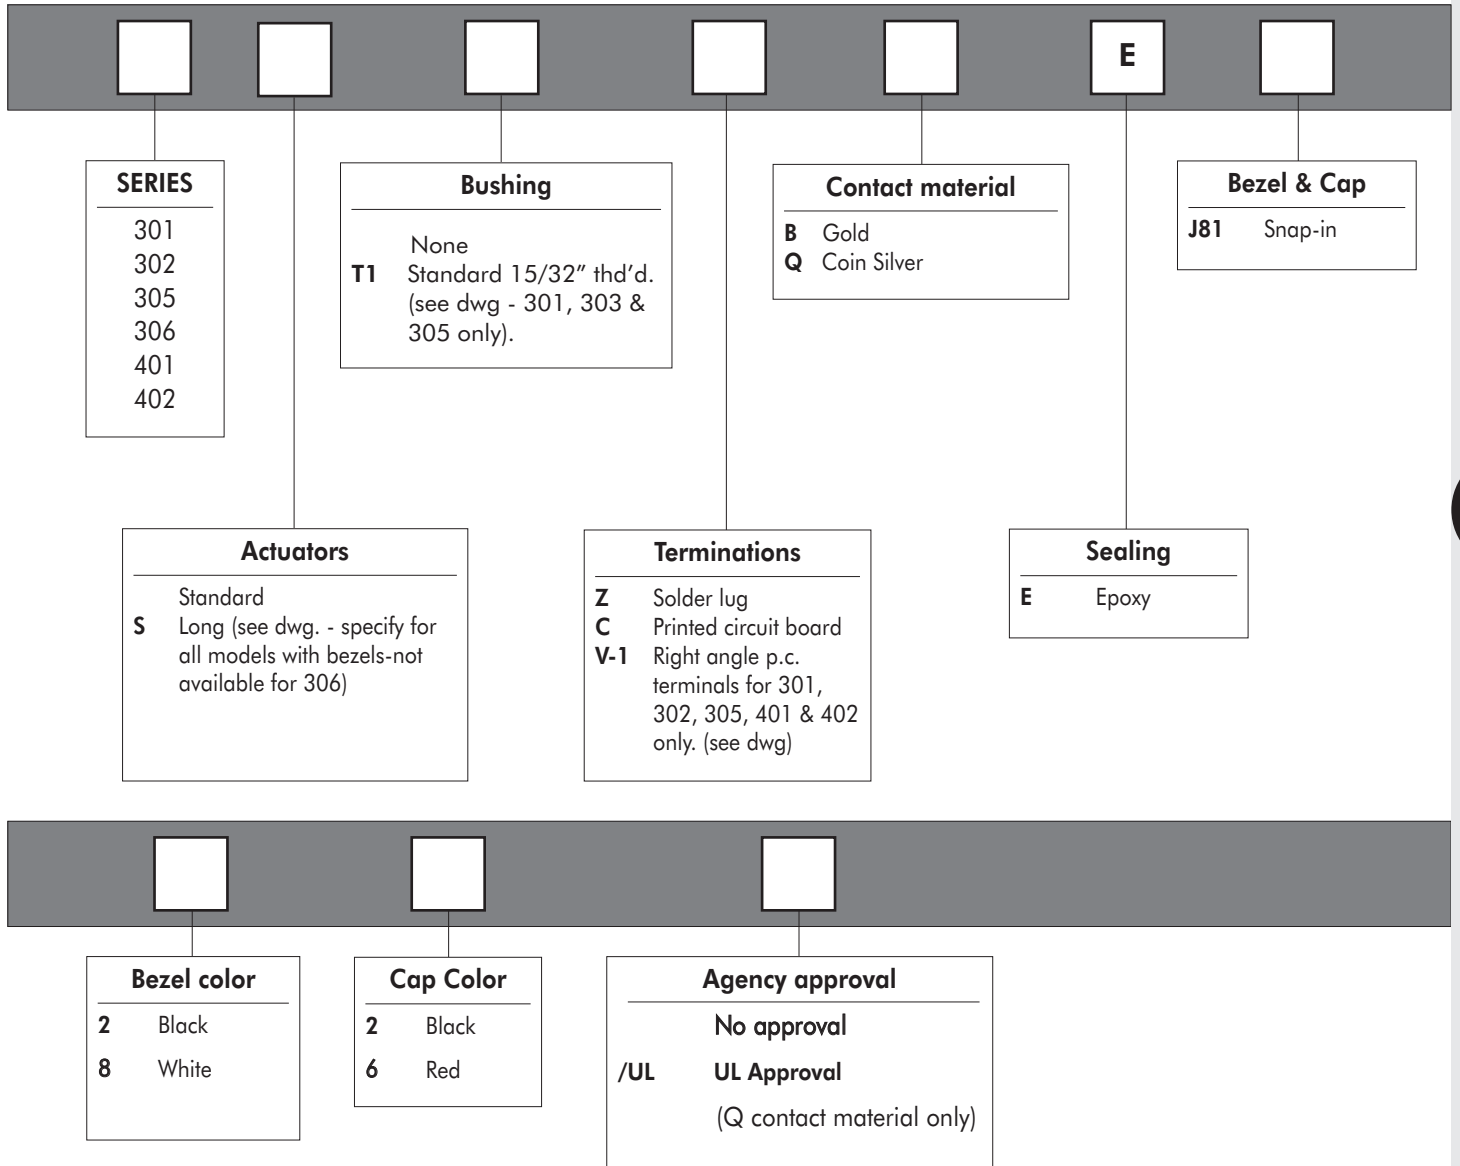 E
SERIES
301
302
305
306
401
402
Bushing
None
T1 Standard 15/32" thd'd.
(see dwg - 301, 303 &
305 only).
Contact material
B Gold
Q Coin Silver
Bezel & Cap
J81 Snap-in
Actuators
Standard
S Long (see dwg. - specify for
all models with bezels-not
available for 306)
Terminations
Z Solder lug
C Printed circuit board
V-1 Right angle p.c.
terminals for 301,
302, 305, 401 & 402
only. (see dwg)
Sealing
E Epoxy
Bezel color
2 Black
8 White
Cap Color
2 Black
6 Red
Agency approval
No approval
/UL UL Approval
(Q contact material only)